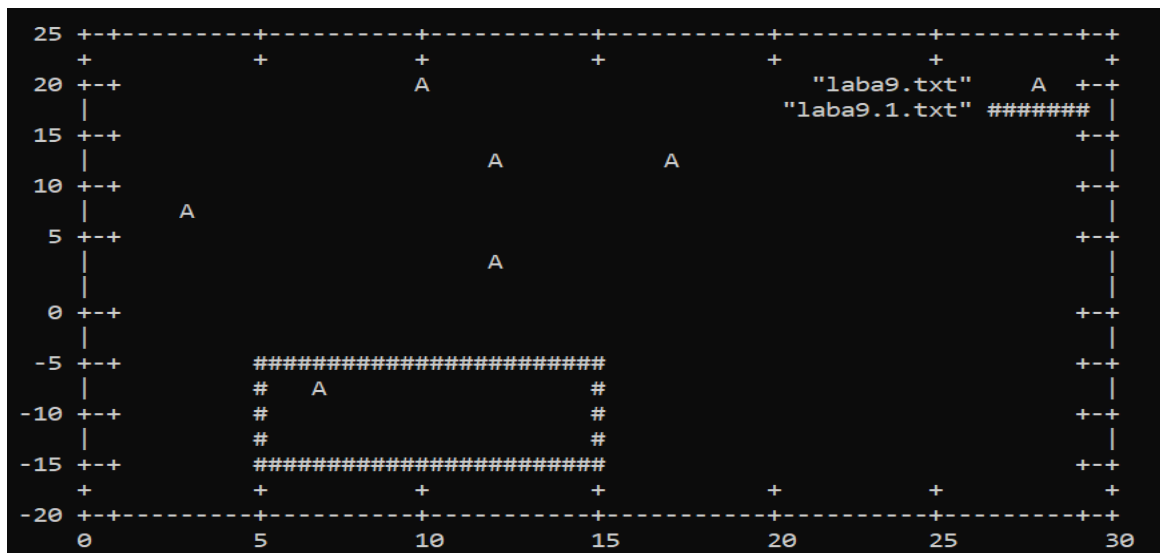 25 +-+---------+----------+-----------+-----------+----------+---------+-+
   +           +          +           +           +          +           +
20 +-+                    A                          "laba9.txt"    A  +-+
   |                                               "laba9.1.txt" ####### |
15 +-+                                                                 +-+
   |                           A           A                             |
10 +-+                                                                 +-+
   |      A                                                              |
 5 +-+                                                                 +-+
   |                           A                                         |
   |                                                                     |
 0 +-+                                                                 +-+
   |                                                                     |
-5 +-+         ########################                                +-+
   |           #   A                  #                                  |
-10 +-+         #                      #                                +-+
   |           #                      #                                  |
-15 +-+         ########################                                +-+
   +           +          +           +           +          +           +
-20 +-+---------+----------+-----------+-----------+----------+---------+-+
   0           5          10          15          20         25          30